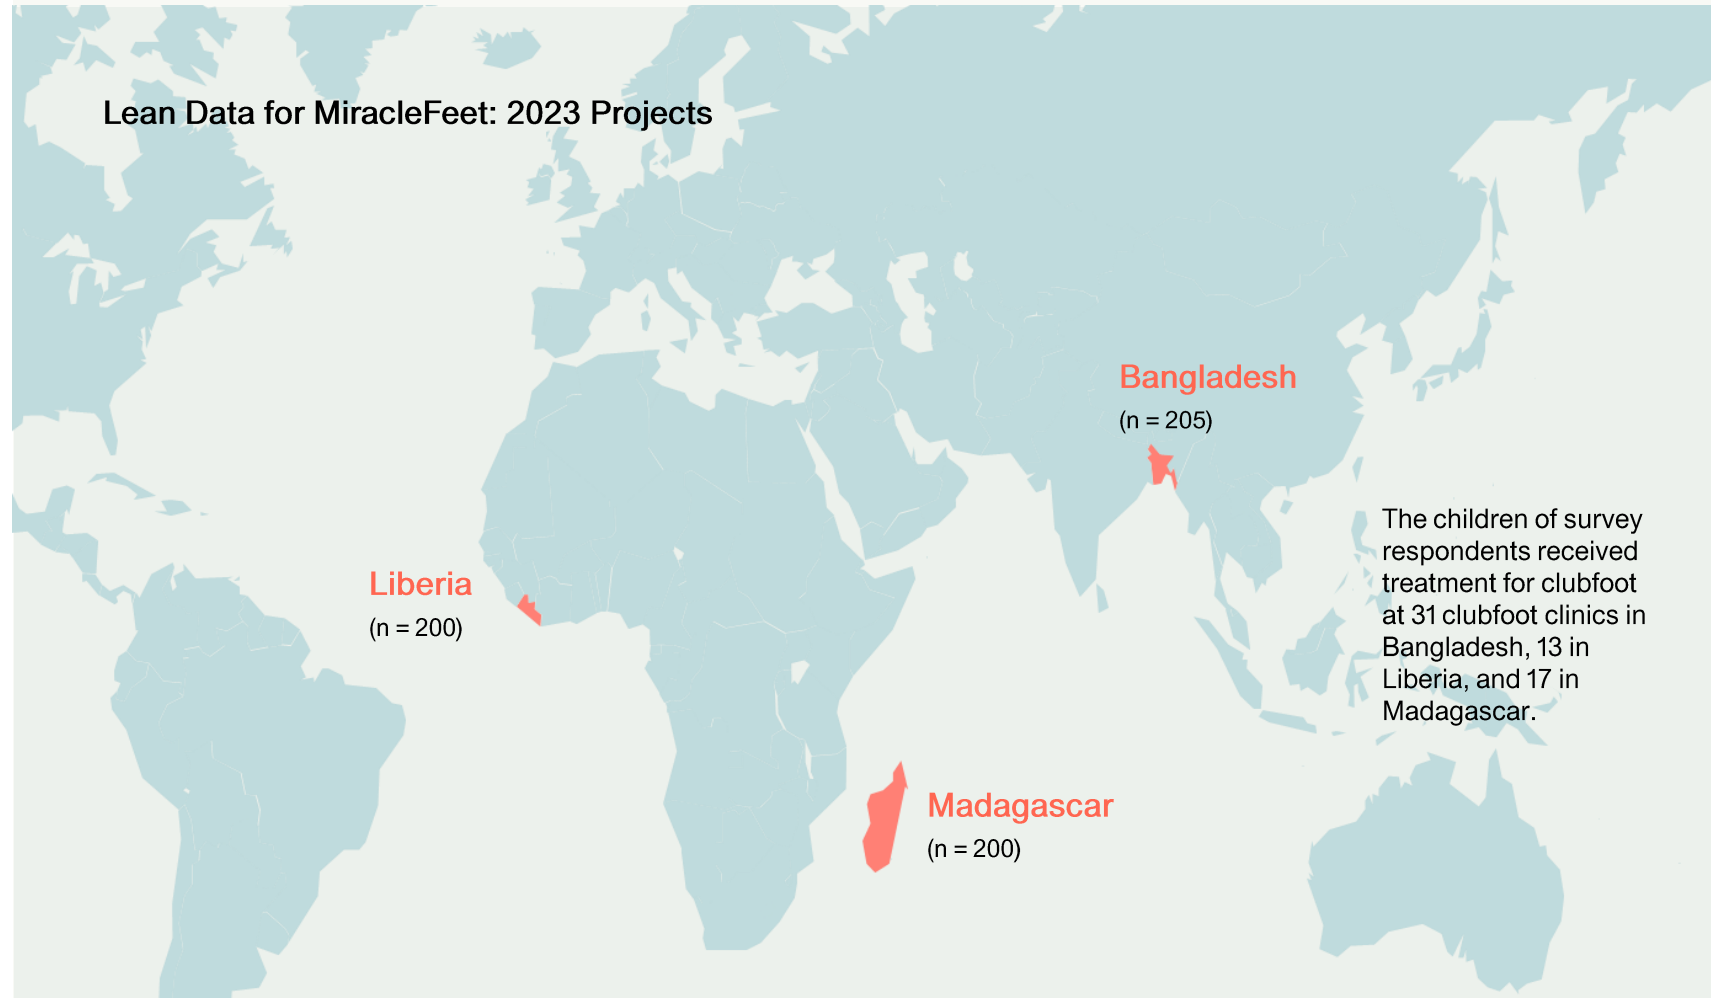 Lean Data for MiracleFeet: 2023 Projects
Bangladesh
(n = 205)
The children of survey
respondents received
treatment for clubfoot
at 31 clubfoot clinics in
Bangladesh, 13 in
Liberia, and 17 in
Madagascar.
Liberia
(n = 200)
Madagascar
(n = 200)